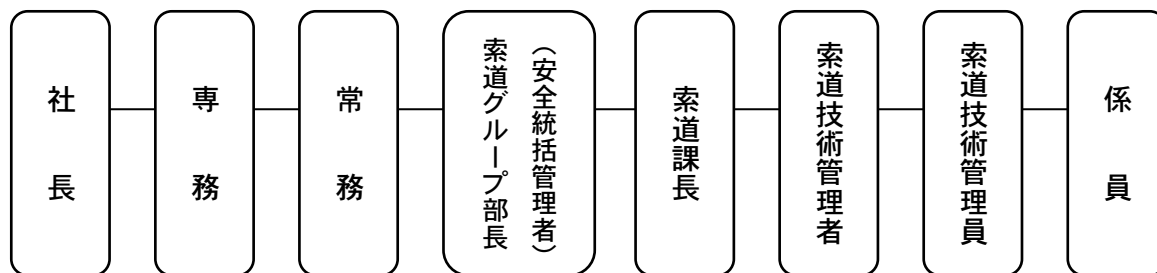 社長
専務
常務
（安全統括管理者）
索道グループ部長
索道課長
索道技術管理者
索道技術管理員
係員